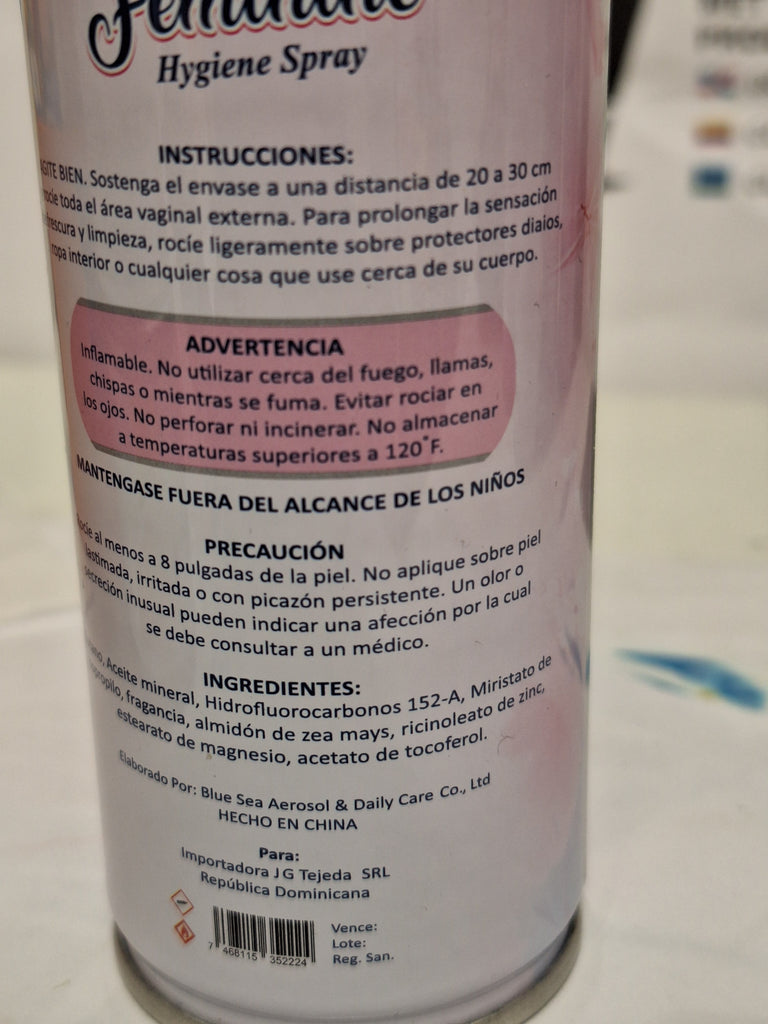 Feminine
Hygiene Spray
INSTRUCCIONES:
BIEN. Sostenga el envase a una distancia de 20 a 30 cm
toda el área vaginal externa. Para prolongar la sensación
y limpieza, rocíe ligeramente sobre protectores diaios,
interior o cualquier cosa que use cerca de su cuerpo.
ADVERTENCIA
Inflamable. No utilizar cerca del fuego, llamas,
chispas o mientras se fuma. Evitar rociar en
los ojos. No perforar ni incinerar. No almacenar
a temperaturas superiores a 120°F.
MANTENGASE FUERA DEL ALCANCE DE LOS NIÑOS
PRECAUCIÓN
al menos a 8 pulgadas de la piel. No aplique sobre piel
lastimada, irritada o con picazón persistente. Un olor o
secreción inusual pueden indicar una afección por la cual
se debe consultar a un médico.
INGREDIENTES:
Aceite mineral, Hidrofluorocarbonos 152-A, Miristato de
fragancia, almidón de zea mays, ricinoleato de zinc,
estearato de magnesio, acetato de tocoferol.
Elaborado Por: Blue Sea Aerosol & Daily Care Co., Ltd
HECHO EN CHINA
Para:
Importadora J G Tejeda SRL
República Dominicana
Vence:
Lote:
Reg. San.
7 468115 352224